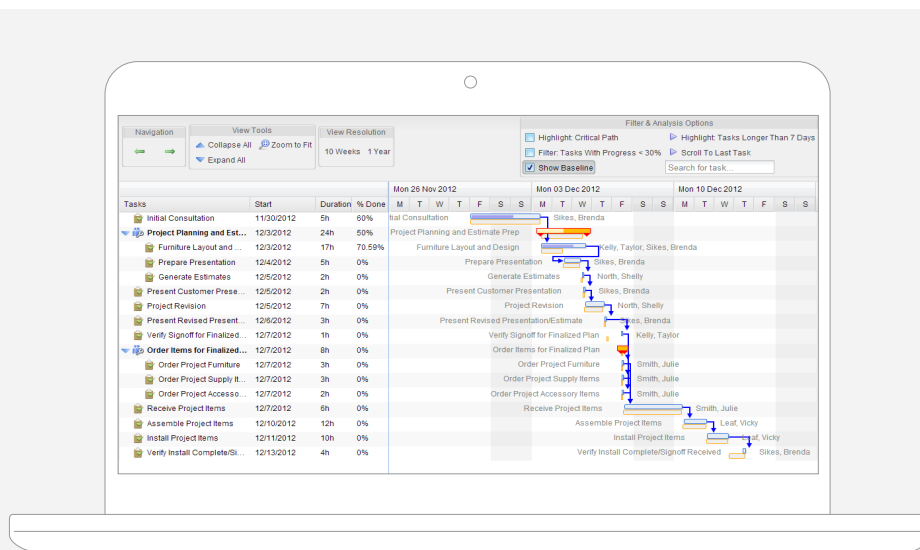 Filter & Analysis Options
Navigation
View Tools
View Resolution
Collapse All
Zoom to Fit
Expand All
10 Weeks 1 Year
Highlight Critical Path
Highlight Tasks Longer Than 7 Days
Filter: Tasks With Progress < 30%
Scroll To Last Task
Show Baseline
Search for task...
Mon 26 Nov 2012 Mon 03 Dec 2012 Mon 10 Dec 2012
Tasks Start Duration % Done M T W T F S S M T W T F S S M T W T F S S
Initial Consultation 11/30/2012 5h 60% tial Consultation Sikes, Brenda
Project Planning and Est... 12/3/2012 24h 50% Project Planning and Estimate Prep
Furniture Layout and ... 12/3/2012 17h 70.59% Furniture Layout and Design Kelly, Taylor, Sikes, Brenda
Prepare Presentation 12/4/2012 5h 0% Prepare Presentation Sikes, Brenda
Generate Estimates 12/5/2012 2h 0% Generate Estimates North, Shelly
Present Customer Prese... 12/5/2012 2h 0% Present Customer Presentation Sikes, Brenda
Project Revision 12/5/2012 7h 0% Project Revision North, Shelly
Present Revised Present... 12/6/2012 3h 0% Present Revised Presentation/Estimate Sikes, Brenda
Verify Signoff for Finalized... 12/7/2012 1h 0% Verify Signoff for Finalized Plan Kelly, Taylor
Order Items for Finalized... 12/7/2012 8h 0% Order Items for Finalized Plan
Order Project Furniture 12/7/2012 3h 0% Order Project Furniture Smith, Julie
Order Project Supply It... 12/7/2012 3h 0% Order Project Supply Items Smith, Julie
Order Project Accesso... 12/7/2012 2h 0% Order Project Accessory Items Smith, Julie
Receive Project Items 12/7/2012 6h 0% Receive Project Items Smith, Julie
Assemble Project Items 12/10/2012 12h 0% Assemble Project Items Leaf, Vicky
Install Project Items 12/11/2012 10h 0% Install Project Items Leaf, Vicky
Verify Install Complete/Si... 12/13/2012 4h 0% Verify Install Complete/Signoff Received Sikes, Brenda